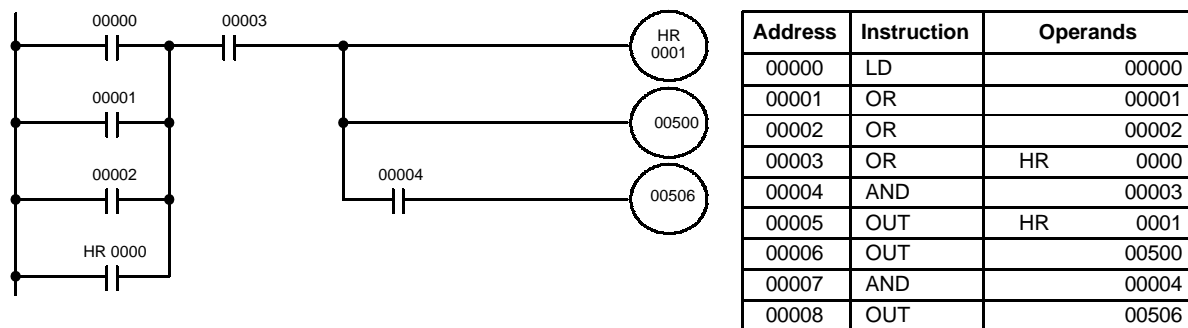 00000
00003
HR
0001
00001
00500
00002
00004
00506
HR 0000
Address Instruction Operands
00000 LD 00000
00001 OR 00001
00002 OR 00002
00003 OR HR 0000
00004 AND 00003
00005 OUT HR 0001
00006 OUT 00500
00007 AND 00004
00008 OUT 00506